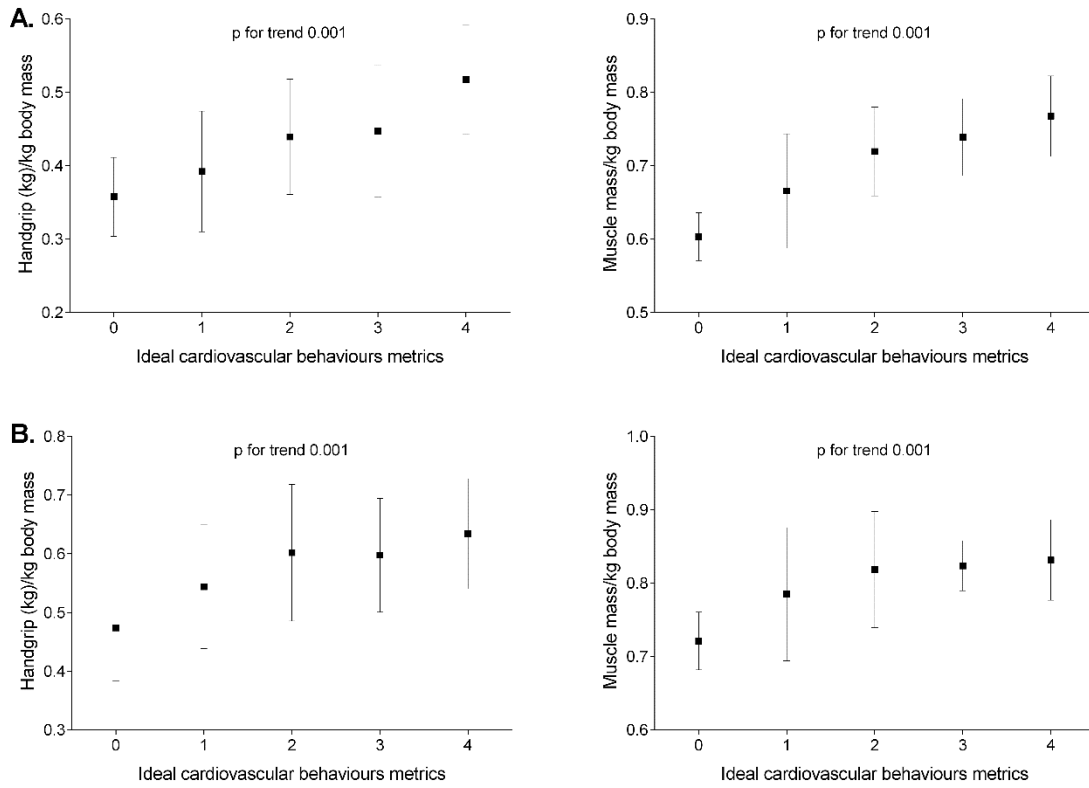 A.
Handgrip (kg)/kg body mass
0.6
0.5
0.4
0.3
0.2
p for trend 0.001
0 1 2 3 4
Ideal cardiovascular behaviours metrics
Muscle mass/kg body mass
0.9
0.8
0.7
0.6
0.5
p for trend 0.001
0 1 2 3 4
Ideal cardiovascular behaviours metrics
B.
Handgrip (kg)/kg body mass
0.8
0.7
0.6
0.5
0.4
0.3
p for trend 0.001
0 1 2 3 4
Ideal cardiovascular behaviours metrics
Muscle mass/kg body mass
1.0
0.9
0.8
0.7
0.6
p for trend 0.001
0 1 2 3 4
Ideal cardiovascular behaviours metrics